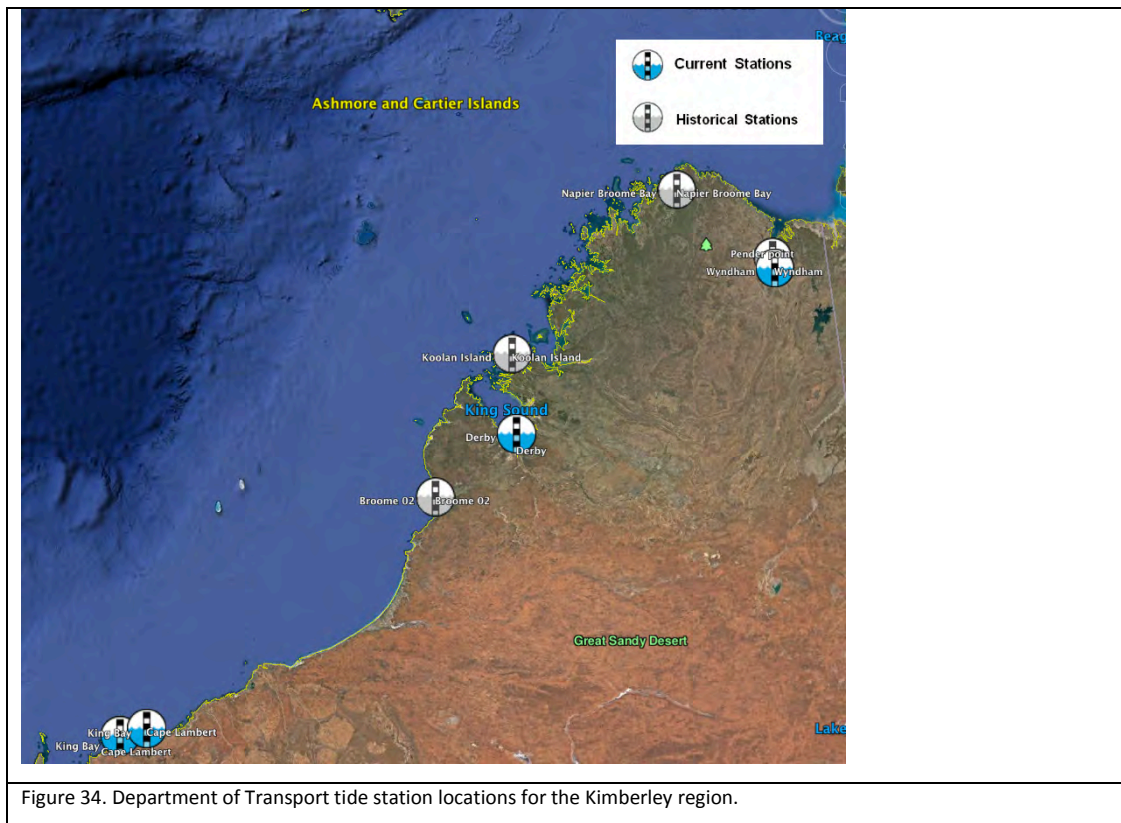 Beag
Current Stations
Ashmore and Cartier Islands
Historical Stations
Napier Broome Bay Napier Broome Bay
Pender point
Wyndham Wyndham
Koolan Island Koolan Island
King Sound
Derby
Derby
Broome 02 Broome 02
Great Sandy Desert
King Bay Cape Lambert
Lake
King Bay
Cape Lambert
Figure 34. Department of Transport tide station locations for the Kimberley region.